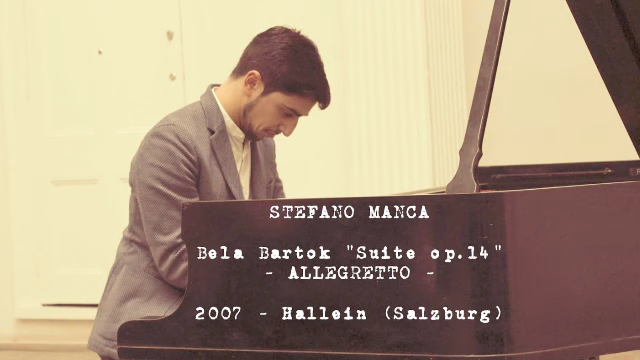 STEFANO MANCA
Bela Bartok "Suite op.14"
- ALLEGRETTO -
2007 - Hallein (Salzburg)